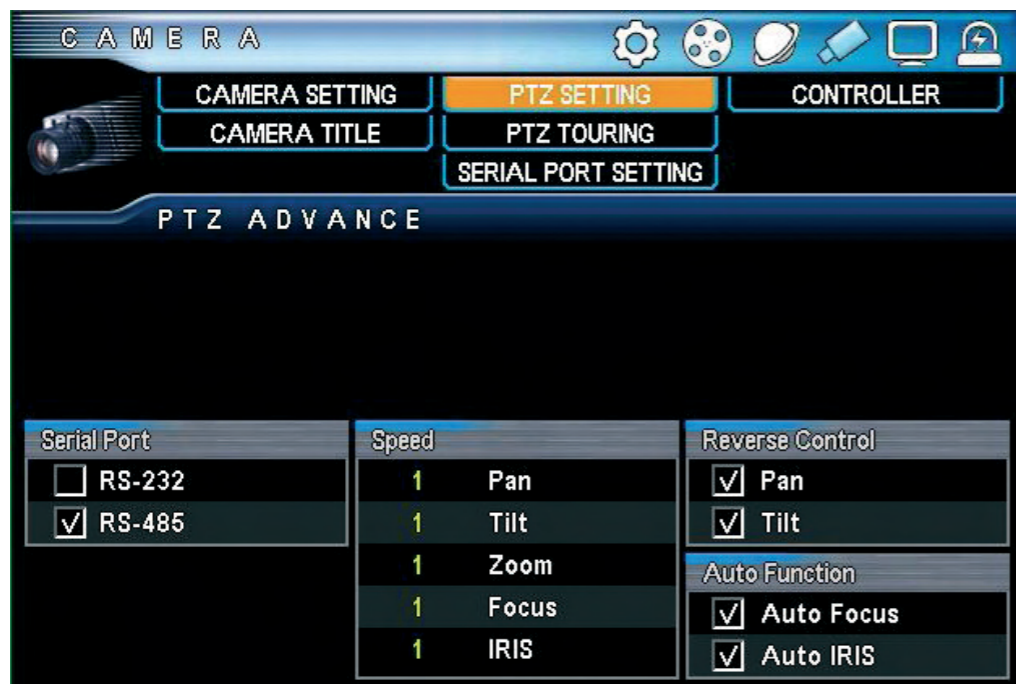 CAMERA
CAMERA SETTING PTZ SETTING CONTROLLER
CAMERA TITLE PTZ TOURING
SERIAL PORT SETTING
PTZ ADVANCE
Serial Port
RS-232
RS-485
Speed
1 Pan
1 Tilt
1 Zoom
1 Focus
1 IRIS
Reverse Control
Pan
Tilt
Auto Function
Auto Focus
Auto IRIS